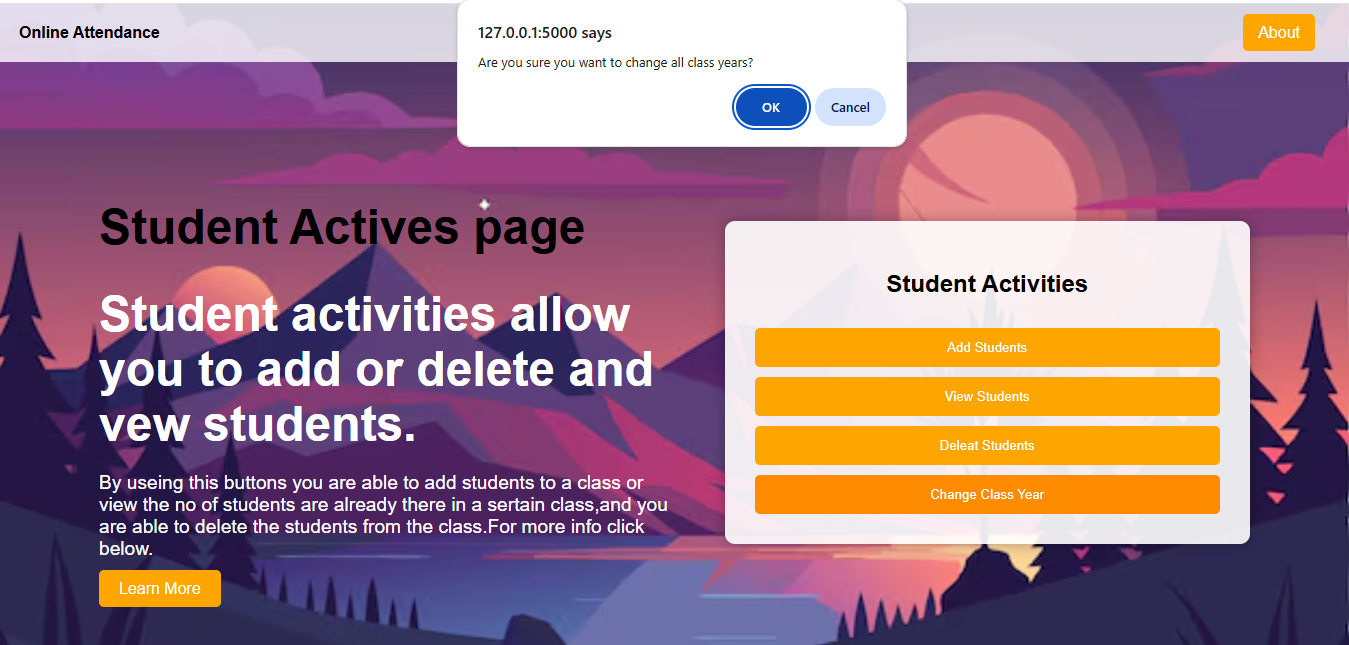 Online Attendance
127.0.0.1:5000 says
About
Are you sure you want to change all class years?
OK Cancel
Student Actives page
Student activities allow
you to add or delete and
vew students.
By useing this buttons you are able to add students to a class or
view the no of students are already there in a sertain class,and you
are able to delete the students from the class.For more info click
below.
Learn More
Student Activities
Add Students
View Students
Deleat Students
Change Class Year